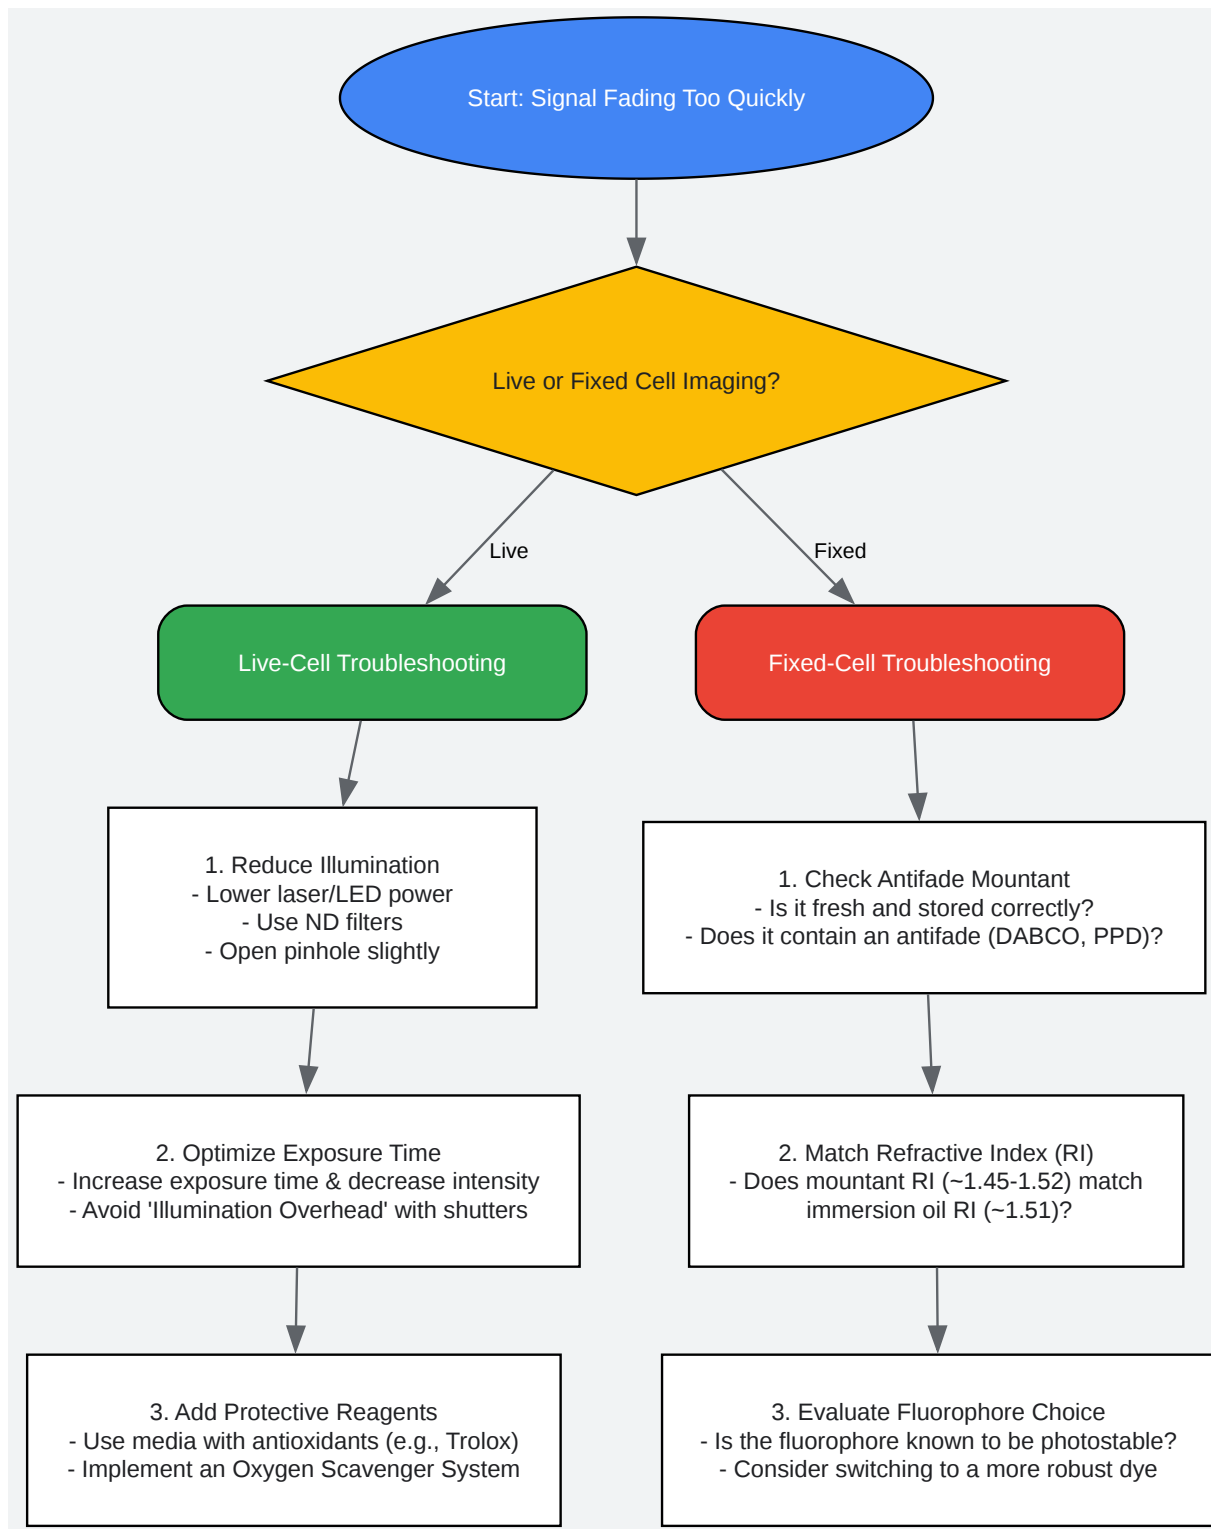 Start: Signal Fading Too Quickly
Live or Fixed Cell Imaging?
Live
Fixed
Live-Cell Troubleshooting
Fixed-Cell Troubleshooting
1. Reduce Illumination
- Lower laser/LED power
- Use ND filters
- Open pinhole slightly
1. Check Antifade Mountant
- Is it fresh and stored correctly?
- Does it contain an antifade (DABCO, PPD)?
2. Optimize Exposure Time
- Increase exposure time & decrease intensity
- Avoid 'Illumination Overhead' with shutters
2. Match Refractive Index (RI)
- Does mountant RI (~1.45-1.52) match
immersion oil RI (~1.51)?
3. Add Protective Reagents
- Use media with antioxidants (e.g., Trolox)
- Implement an Oxygen Scavenger System
3. Evaluate Fluorophore Choice
- Is the fluorophore known to be photostable?
- Consider switching to a more robust dye